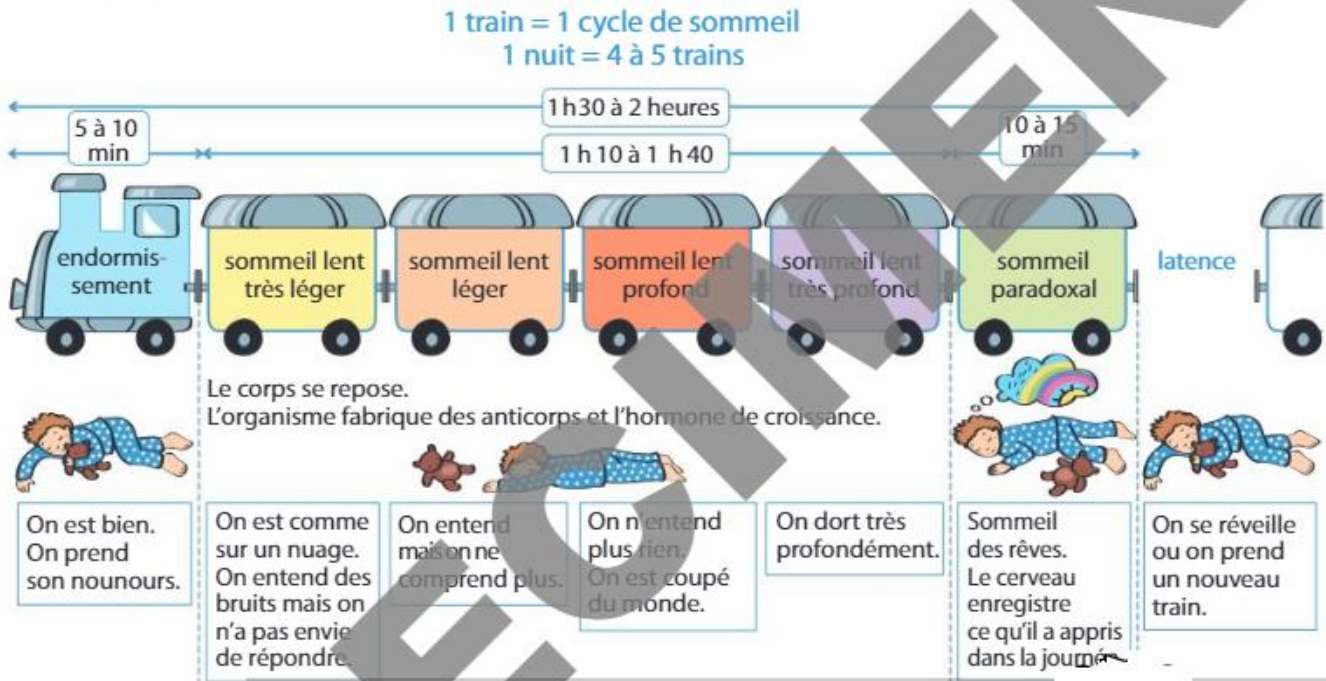 1 train = 1 cycle de sommeil
1 nuit = 4 à 5 trains
1 h 30 à 2 heures
5 à 10
min
1 h 10 à 1 h 40
10 à 15
min
endormis-
sement
sommeil lent
très léger
sommeil lent
léger
sommeil lent
profond
sommeil lent
très profond
sommeil
paradoxal
latence
Le corps se repose.
L'organisme fabrique des anticorps et l'hormone de croissance.
On est bien.
On prend
son nounours.
On est comme
sur un nuage.
On entend des
bruits mais on
n'a pas envie
de répondre.
On entend
mais on ne
comprend plus.
On n'entend
plus rien.
On est coupé
du monde.
On dort très
profondément.
Sommeil
des rêves.
Le cerveau
enregistre
ce qu'il a appris
dans la journée
On se réveille
ou on prend
un nouveau
train.
ECIMEN